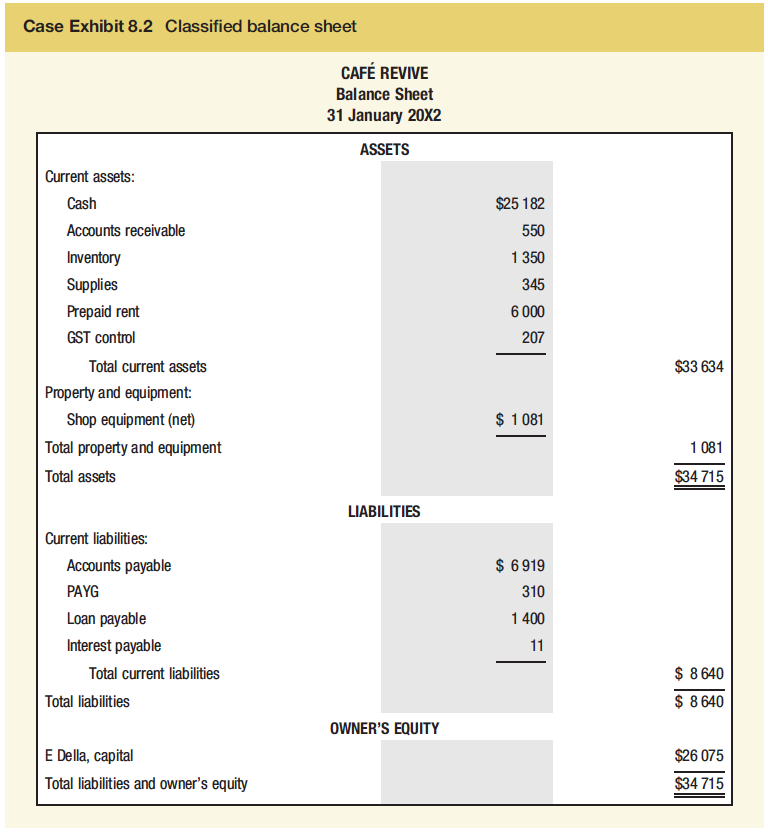 Case Exhibit 8.2 Classified balance sheet
CAFÉ REVIVE
Balance Sheet
31 January 20X2
ASSETS
Current assets:
Cash $25 182
Accounts receivable 550
Inventory 1 350
Supplies 345
Prepaid rent 6 000
GST control 207
Total current assets $33 634
Property and equipment:
Shop equipment (net) $ 1 081
Total property and equipment 1 081
Total assets $34 715
LIABILITIES
Current liabilities:
Accounts payable $ 6 919
PAYG 310
Loan payable 1 400
Interest payable 11
Total current liabilities $ 8 640
Total liabilities $ 8 640
OWNER'S EQUITY
E Della, capital $26 075
Total liabilities and owner's equity $34 715